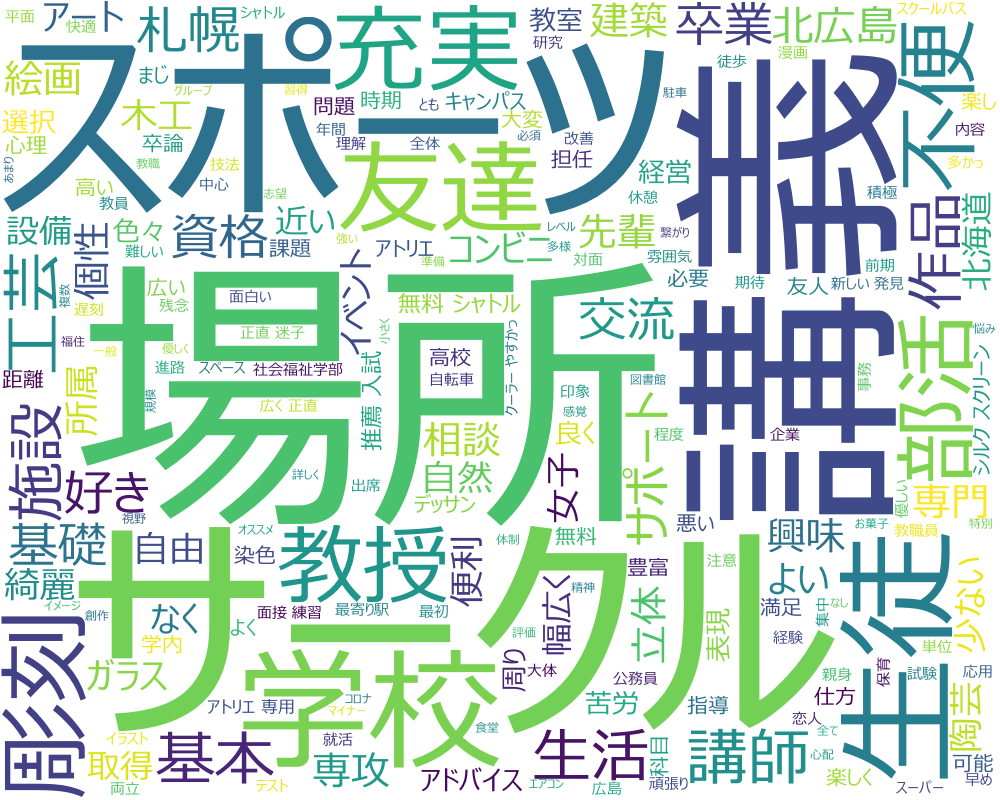 平面
快適
アート
札幌
シャトル
スポーツ
充実
教室
研究
建築
卒業
北広島
スクールバス
不便
絵画
グループ
まじ
習得
問題
時期
とも
キャンパス
大変
必須
改善
徒歩
漫画
駐車
楽し
選択
心理
木工
卒論
年間
理解
全体
担任
内容
多かっ
あまり
教職
技法
中心
志望
友達
経営
休憩
積極
講義
高い
教員
設備
色々
難しい
資格
近い
課題
強い
アトリエ
準備
コンビニ
レベル
多様
先輩
繋がり
対面
雰囲気
必要
期待
友人
前期
新しい 発見
作品
北海道
工芸
複数
個性
広い
残念
遅刻
面白い
正直 迷子
イベント
無料 シャトル
小さく
交流
部活
悩み
福住
一般
優しく
進路
スペース
社会福祉学部
入試
高校
自転車
クーラー やすかっ
印象
感覚
図書館
事務
シルク スクリーン
距離
所属
規模
広く 正直
推薦
場所
相談
良く
程度
サポート
企業
施設
好き
詳しく
出席
自然
デッサン
女子
悪い
専門
優しい
お菓子
教職員
特別
視野
基礎
自由
染色
オススメ
教授
体制
便利
無料
豊富
注意
興味
生徒
綺麗
イメージ
創作
なく
よく
面接 練習
最寄り駅
最初
精神
幅広く
立体
表現
満足
よい
集中
なし
少ない
単位
彫刻
学内
ガラス
サークル
学校
評価
周り
大体
公務員
経験
親身
保育
試験
応用
アトリエ 専用
コロナ
マイナー
苦労
指導
恋人
仕方
陶芸
イラスト
取得
両立
基本
就活
テスト
専攻
食堂
アドバイス
エアコン
生活
広島
科目
頑張り
講師
心配
全て
楽しく
スーパー
可能
早め